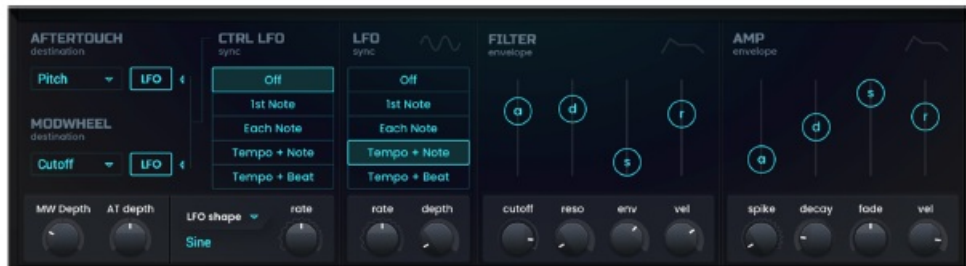 AFTERTOUCH
destination
Pitch LFO
MODWHEEL
destination
Cutoff LFO
MW Depth AT depth
CTRL LFO
sync
Off
1st Note
Each Note
Tempo + Note
Tempo + Beat
LFO shape rate
Sine
LFO
sync
Off
1st Note
Each Note
Tempo + Note
Tempo + Beat
rate depth
FILTER
envelope
a d s r
cutoff reso env vel
AMP
envelope
a d s r
spike decay fade vel